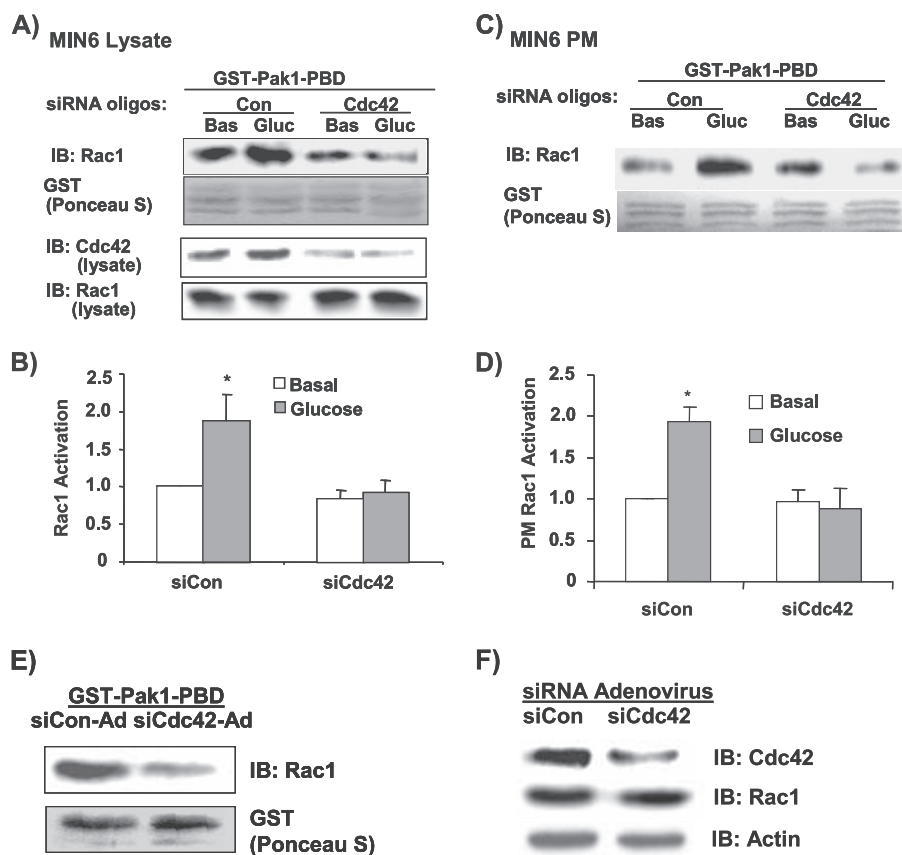 A) MIN6 Lysate
GST-Pak1-PBD
siRNA oligos: Con Cdc42
Bas Gluc Bas Gluc
IB: Rac1
GST
(Ponceau S)
IB: Cdc42
(lysate)
IB: Rac1
(lysate)
B)
Rac1 Activation
2.5
2.0
1.5
1.0
0.5
0
*
Basal
Glucose
siCon siCdc42
C) MIN6 PM
GST-Pak1-PBD
siRNA oligos: Con Cdc42
Bas Gluc Bas Gluc
IB: Rac1
GST
(Ponceau S)
D)
PM Rac1 Activation
2.5
2.0
1.5
1.0
0.5
0
*
Basal
Glucose
siCon siCdc42
E)
GST-Pak1-PBD
siCon-Ad siCdc42-Ad
IB: Rac1
GST
(Ponceau S)
F)
siRNA Adenovirus
siCon siCdc42
IB: Cdc42
IB: Rac1
IB: Actin